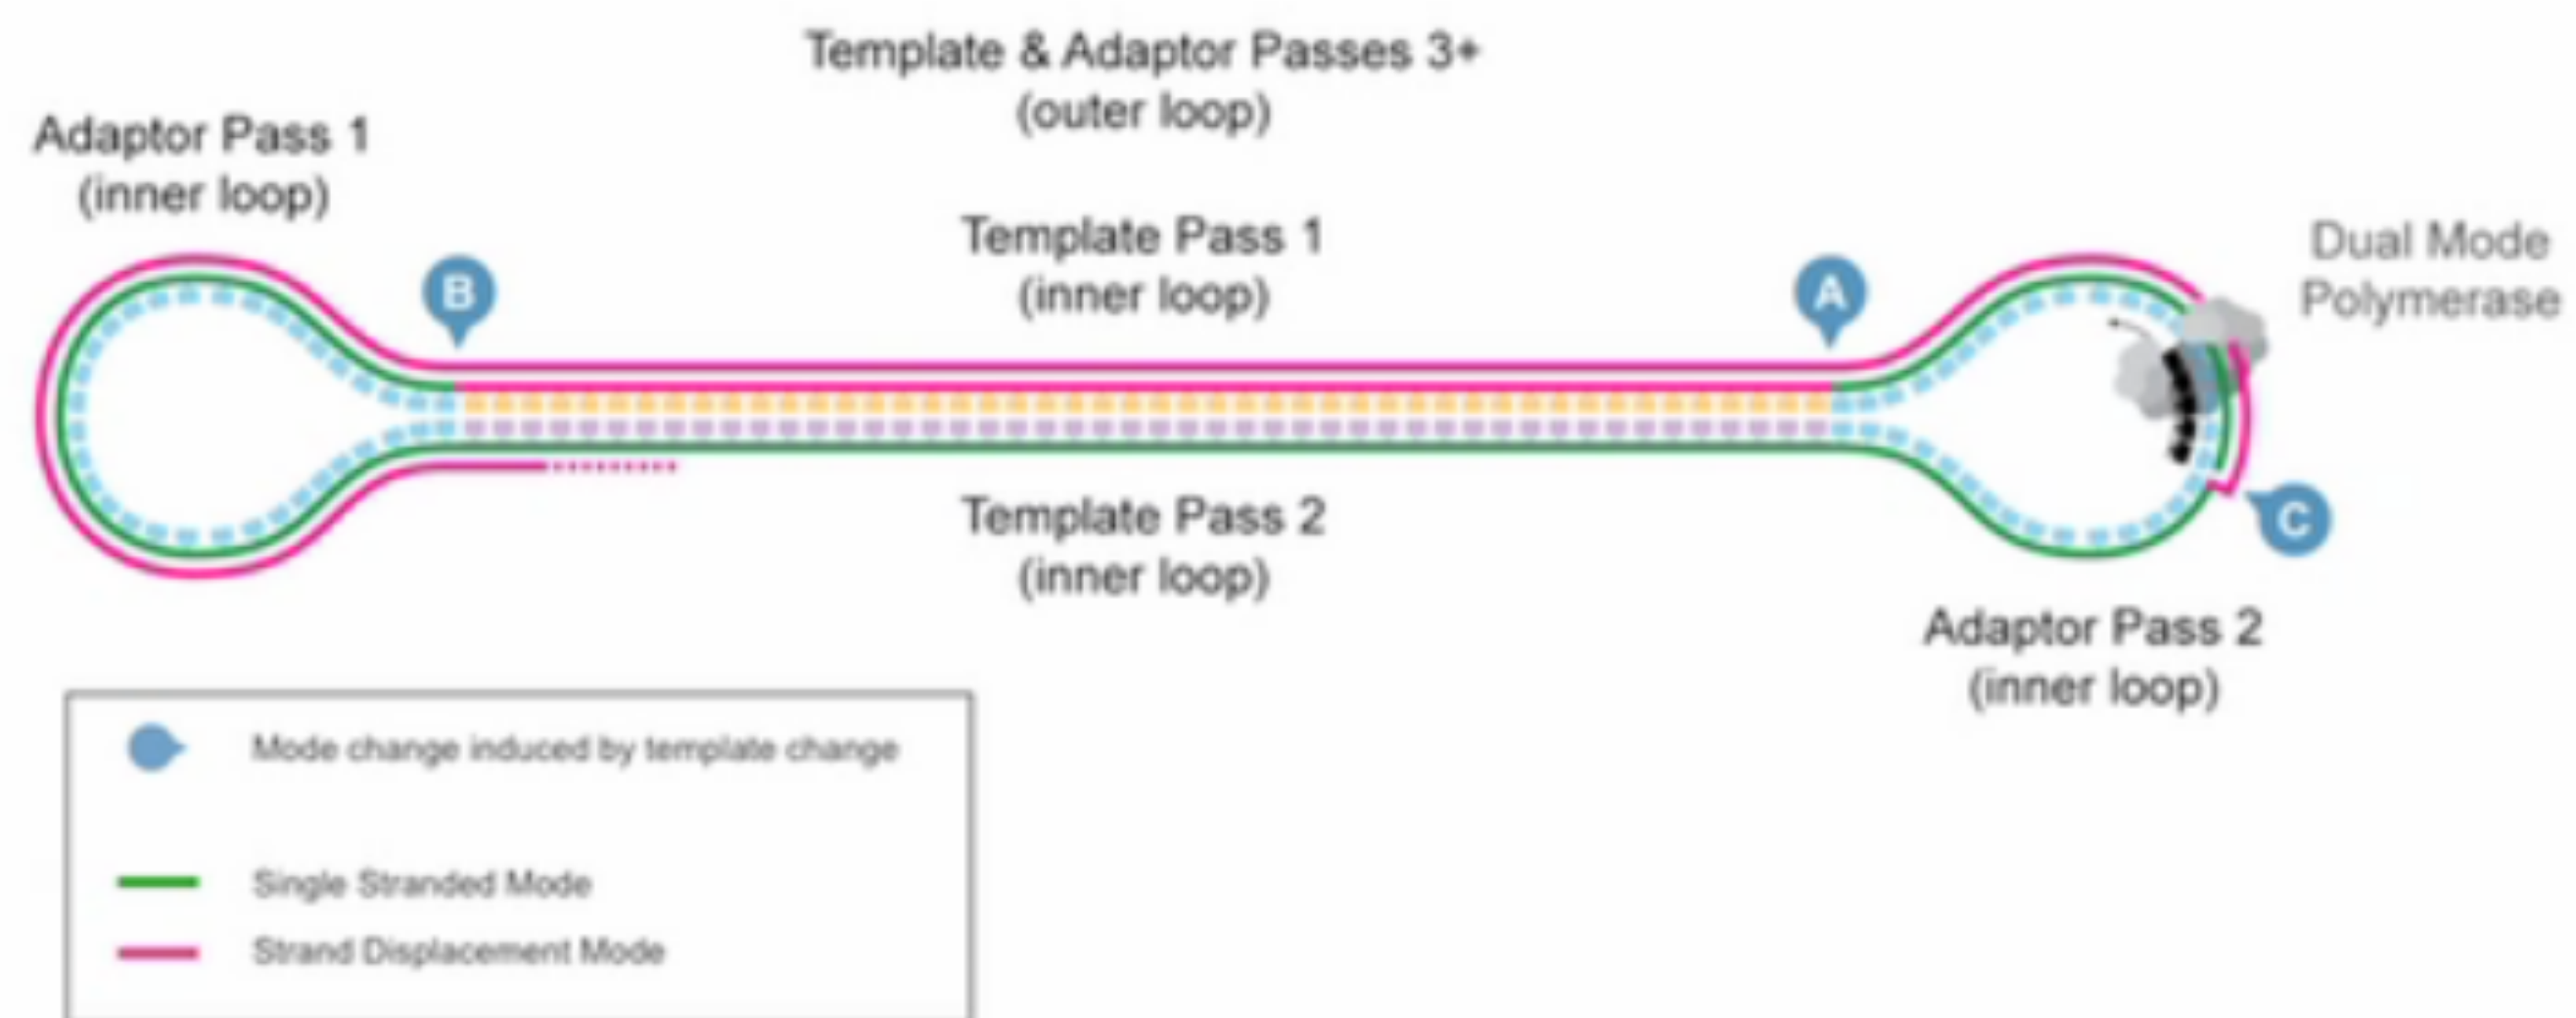 Template & Adaptor Passes 3+
(outer loop)
Adaptor Pass 1
(inner loop)
Template Pass 1
(inner loop)
Dual Mode
Polymerase
B
A
C
Template Pass 2
(inner loop)
Adaptor Pass 2
(inner loop)
Mode change induced by template change
Single Stranded Mode
Strand Displacement Mode